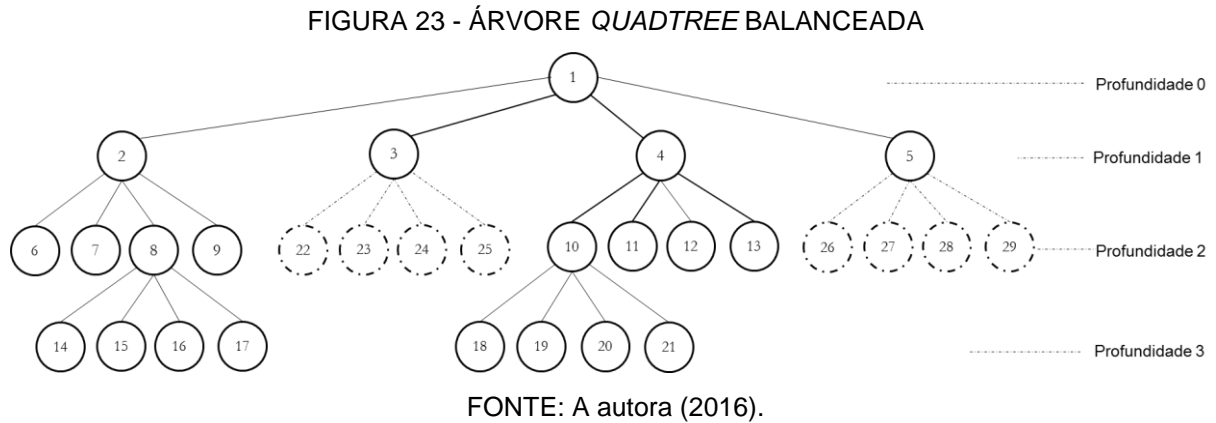 FIGURA 23 - ÁRVORE QUADTREE BALANCEADA
1
Profundidade 0
2 3 4 5
Profundidade 1
6 7 8 9 22 23 24 25 10 11 12 13 26 27 28 29
Profundidade 2
14 15 16 17 18 19 20 21
Profundidade 3
FONTE: A autora (2016).